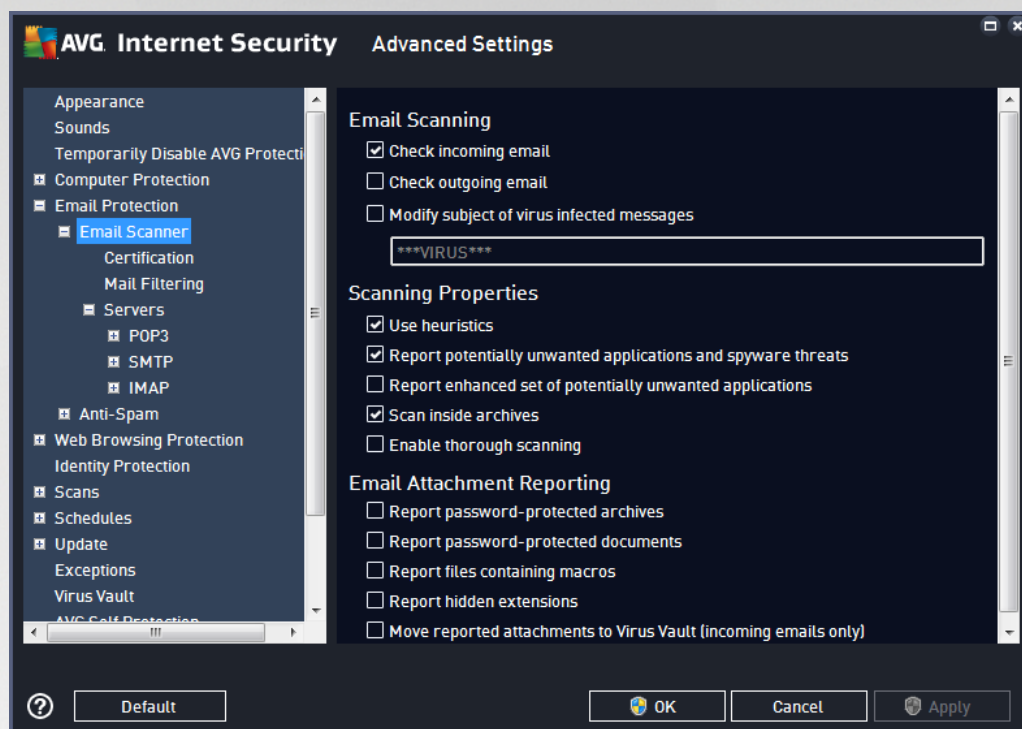 AVG. Internet Security Advanced Settings
Appearance
Sounds
Temporarily Disable AVG Protecti
Computer Protection
Email Protection
Email Scanner
Certification
Mail Filtering
Servers
POP3
SMTP
IMAP
Anti-Spam
Web Browsing Protection
Identity Protection
Scans
Schedules
Update
Exceptions
Virus Vault
AVG Self Protection
Email Scanning
Check incoming email
Check outgoing email
Modify subject of virus infected messages
***VIRUS***
Scanning Properties
Use heuristics
Report potentially unwanted applications and spyware threats
Report enhanced set of potentially unwanted applications
Scan inside archives
Enable thorough scanning
Email Attachment Reporting
Report password-protected archives
Report password-protected documents
Report files containing macros
Report hidden extensions
Move reported attachments to Virus Vault (incoming emails only)
? Default OK Cancel Apply